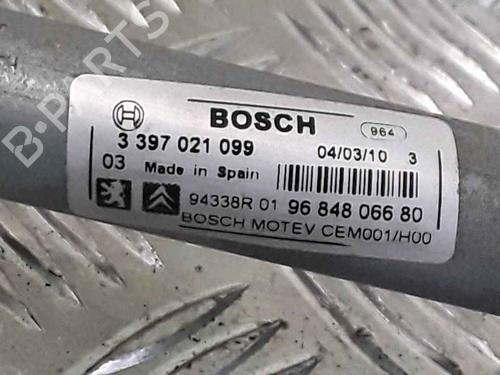 B-PARTS
BOSCH 964
3 397 021 099 04/03/10 3
03 Made in Spain
94338R 01 96 848 066 80
BOSCH MOTEV CEM001/H00